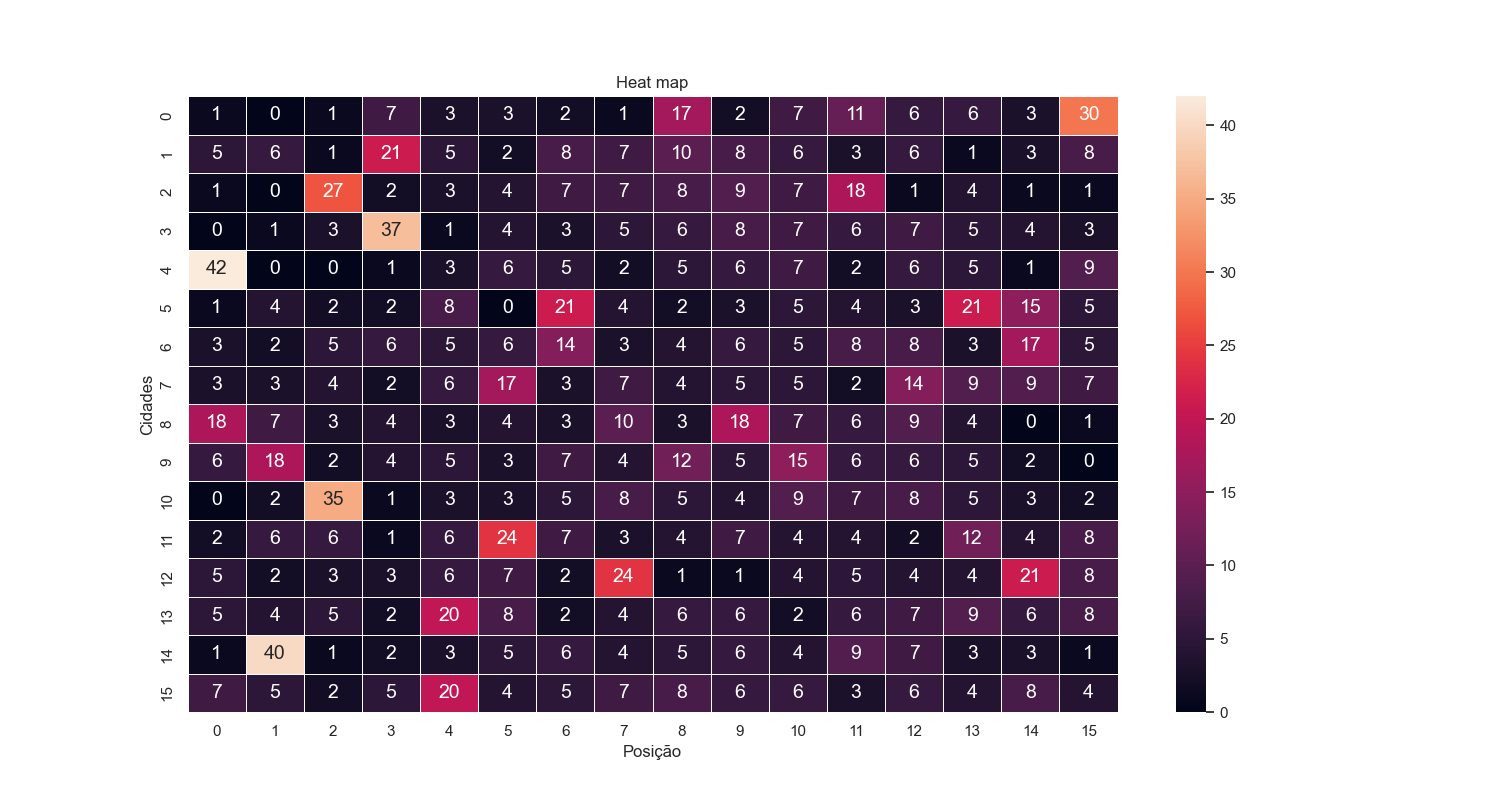 Heat map
0 1 0 1 7 3 3 2 1 17 2 7 11 6 6 3 30
1 5 6 1 21 5 2 8 7 10 8 6 3 6 1 3 8
2 1 0 27 2 3 4 7 7 8 9 7 18 1 4 1 1
3 0 1 3 37 1 4 3 5 6 8 7 6 7 5 4 3
4 42 0 0 1 3 6 5 2 5 6 7 2 6 5 1 9
5 1 4 2 2 8 0 21 4 2 3 5 4 3 21 15 5
6 3 2 5 6 5 6 14 3 4 6 5 8 8 3 17 5
7 3 3 4 2 6 17 3 7 4 5 5 2 14 9 9 7
8 18 7 3 4 3 4 3 10 3 18 7 6 9 4 0 1
9 6 18 2 4 5 3 7 4 12 5 15 6 6 5 2 0
10 0 2 35 1 3 3 5 8 5 4 9 7 8 5 3 2
11 2 6 6 1 6 24 7 3 4 7 4 4 2 12 4 8
12 5 2 3 3 6 7 2 24 1 1 4 5 4 4 21 8
13 5 4 5 2 20 8 2 4 6 6 2 6 7 9 6 8
14 1 40 1 2 3 5 6 4 5 6 4 9 7 3 3 1
15 7 5 2 5 20 4 5 7 8 6 6 3 6 4 8 4
0 1 2 3 4 5 6 7 8 9 10 11 12 13 14 15
Posição
Cidades
40
35
30
25
20
15
10
5
0